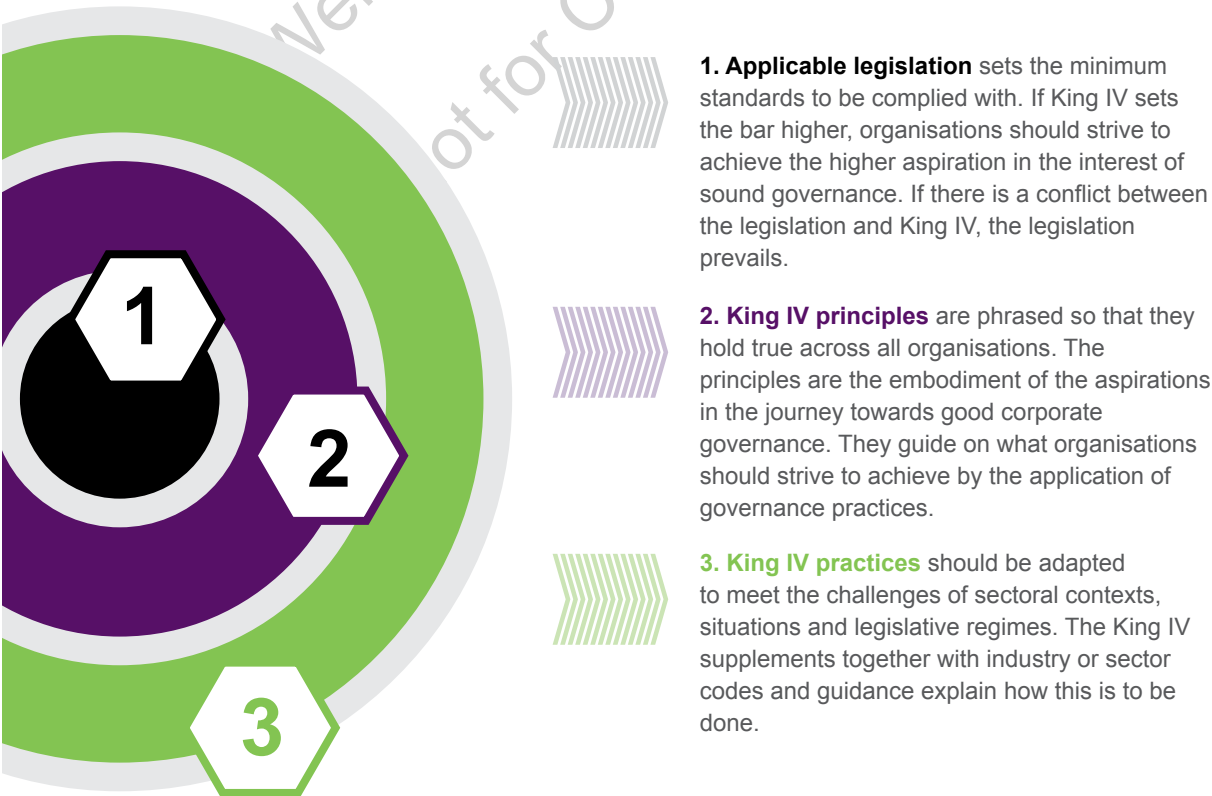 1. Applicable legislation sets the minimum
standards to be complied with. If King IV sets
the bar higher, organisations should strive to
achieve the higher aspiration in the interest of
sound governance. If there is a conflict between
the legislation and King IV, the legislation
prevails.
2. King IV principles are phrased so that they
hold true across all organisations. The
principles are the embodiment of the aspirations
in the journey towards good corporate
governance. They guide on what organisations
should strive to achieve by the application of
governance practices.
3. King IV practices should be adapted
to meet the challenges of sectoral contexts,
situations and legislative regimes. The King IV
supplements together with industry or sector
codes and guidance explain how this is to be
done.
1
2
3
for